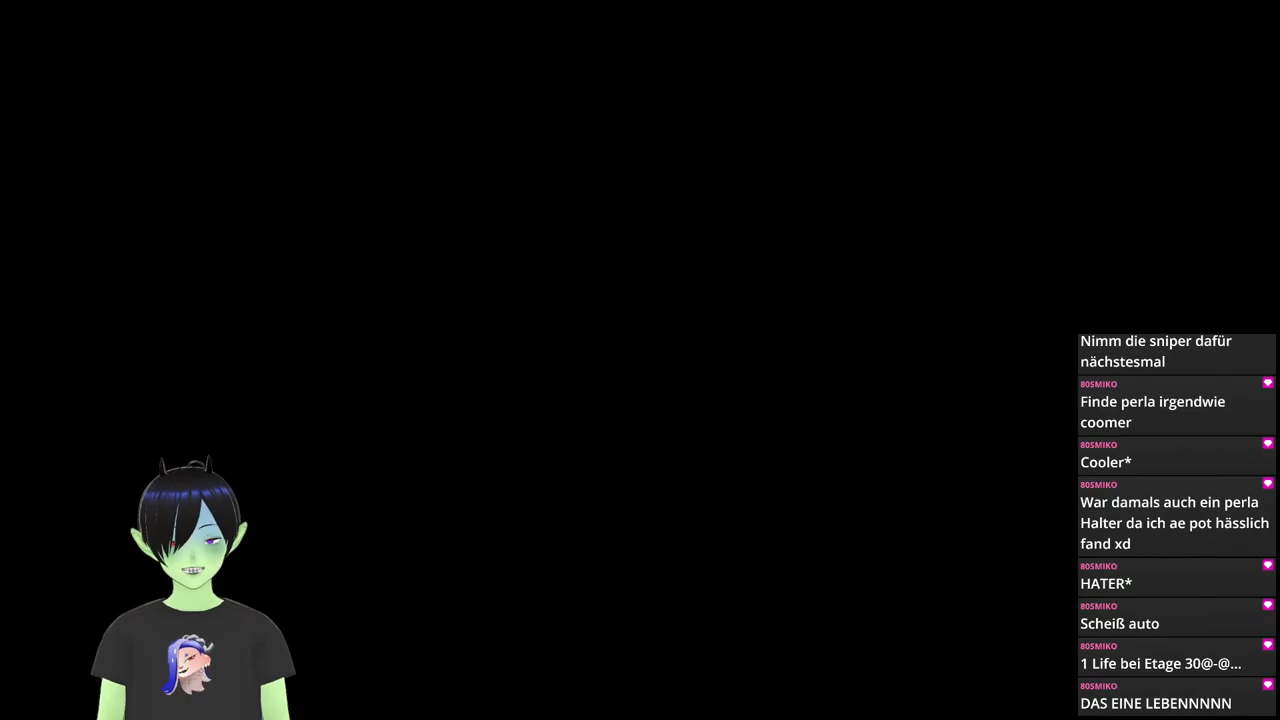 Nimm die sniper dafür
nächstesmal
80SMIKO
Finde perla irgendwie
coomer
80SMIKO
Cooler*
80SMIKO
War damals auch ein perla
Halter da ich ae pot hässlich
fand xd
80SMIKO
HATER*
80SMIKO
Scheiß auto
80SMIKO
1 Life bei Etage 30@-@...
80SMIKO
DAS EINE LEBENNNNN